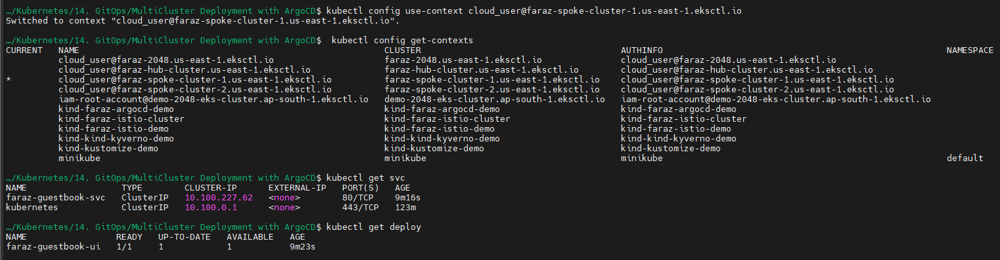 …/Kubernetes/14. GitOps/MultiCluster Deployment with ArgoCD$ kubectl config use-context cloud_user@faraz-spoke-cluster-1.us-east-1.eksctl.io
Switched to context "cloud_user@faraz-spoke-cluster-1.us-east-1.eksctl.io".
…/Kubernetes/14. GitOps/MultiCluster Deployment with ArgoCD$  kubectl config get-contexts
CURRENT   NAME                                                          CLUSTER                                      AUTHINFO                                                      NAMESPACE
          cloud_user@faraz-2048.us-east-1.eksctl.io                     faraz-2048.us-east-1.eksctl.io               cloud_user@faraz-2048.us-east-1.eksctl.io
          cloud_user@faraz-hub-cluster.us-east-1.eksctl.io              faraz-hub-cluster.us-east-1.eksctl.io        cloud_user@faraz-hub-cluster.us-east-1.eksctl.io
*         cloud_user@faraz-spoke-cluster-1.us-east-1.eksctl.io          faraz-spoke-cluster-1.us-east-1.eksctl.io    cloud_user@faraz-spoke-cluster-1.us-east-1.eksctl.io
          cloud_user@faraz-spoke-cluster-2.us-east-1.eksctl.io          faraz-spoke-cluster-2.us-east-1.eksctl.io    cloud_user@faraz-spoke-cluster-2.us-east-1.eksctl.io
          iam-root-account@demo-2048-eks-cluster.ap-south-1.eksctl.io   demo-2048-eks-cluster.ap-south-1.eksctl.io   iam-root-account@demo-2048-eks-cluster.ap-south-1.eksctl.io
          kind-faraz-argocd-demo                                        kind-faraz-argocd-demo                       kind-faraz-argocd-demo
          kind-faraz-istio-cluster                                      kind-faraz-istio-cluster                     kind-faraz-istio-cluster
          kind-faraz-istio-demo                                         kind-faraz-istio-demo                        kind-faraz-istio-demo
          kind-kind-kyverno-demo                                        kind-kind-kyverno-demo                       kind-kind-kyverno-demo
          kind-kustomize-demo                                           kind-kustomize-demo                          kind-kustomize-demo
          minikube                                                      minikube                                     minikube                                                      default
…/Kubernetes/14. GitOps/MultiCluster Deployment with ArgoCD$ kubectl get svc
NAME                  TYPE        CLUSTER-IP      EXTERNAL-IP   PORT(S)   AGE
faraz-guestbook-svc   ClusterIP   10.100.227.62   <none>        80/TCP    9m16s
kubernetes            ClusterIP   10.100.0.1      <none>        443/TCP   123m
…/Kubernetes/14. GitOps/MultiCluster Deployment with ArgoCD$ kubectl get deploy
NAME                 READY   UP-TO-DATE   AVAILABLE   AGE
faraz-guestbook-ui   1/1     1            1           9m23s